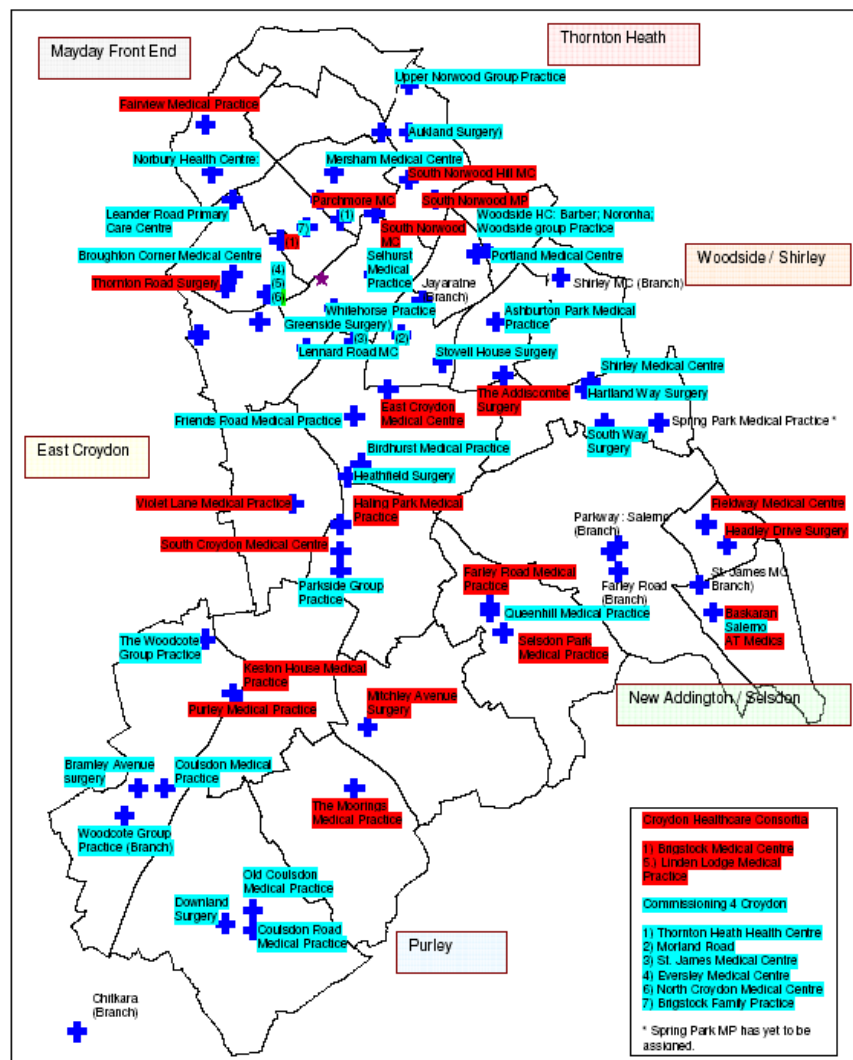 Mayday Front End
Thornton Heath
Upper Norwood Group Practice
Fairview Medical Practice
Aukland Surgery)
Norbury Health Centre:
Mersham Medical Centre
South Norwood Hill MC
Parchmore MC
South Norwood MP
Leander Road Primary
Care Centre
(1)
7)
(1)
South Norwood
MC
Woodside HC: Barber; Noronha;
Woodside group Practice
Broughton Corner Medical Centre
Selhurst
Medical
Practice
Portland Medical Centre
Woodside / Shirley
Thornton Road Surgery
(4)
(5)
(6)
Jayaratne
(Branch)
Shirley MC (Branch)
Whitehorse Practice
Greenside Surgery)
Ashburton Park Medical
Practice
(3)
(2)
Lennard Road MC
Stovell House Surgery
Shirley Medical Centre
The Addiscombe
Surgery
Hartland Way Surgery
East Croydon
Medical Centre
Friends Road Medical Practice
Spring Park Medical Practice *
South Way
Surgery
East Croydon
Birdhurst Medical Practice
Heathfield Surgery
Violet Lane Medical Practice
Haling Park Medical
Practice
Fieldway Medical Centre
Parkway : Salerno
(Branch)
Headley Drive Surgery
South Croydon Medical Centre
Farley Road Medical
Practice
St. James MC
(Branch)
Parkside Group
Practice
Farley Road
(Branch)
Queenhill Medical Practice
Baskaran
Salerno
AT Medics
The Woodcote
Group Practice
Selsdon Park
Medical Practice
Keston House Medical
Practice
Purley Medical Practice
Mitchley Avenue
Surgery
New Addington / Selsdon
Bramley Avenue
surgery
Coulsdon Medical
Practice
The Moorings
Medical Practice
Woodcote Group
Practice (Branch)
Old Coulsdon
Medical Practice
Downland
Surgery
Coulsdon Road
Medical Practice
Purley
Chitkara
(Branch)
Croydon Healthcare Consortia
1) Brigstock Medical Centre
5.) Linden Lodge Medical
Practice
Commissioning 4 Croydon
1) Thornton Heath Health Centre
2) Morland Road
3) St. James Medical Centre
4) Eversley Medical Centre
6) North Croydon Medical Centre
7) Brigstock Family Practice
* Spring Park MP has yet to be
assigned.